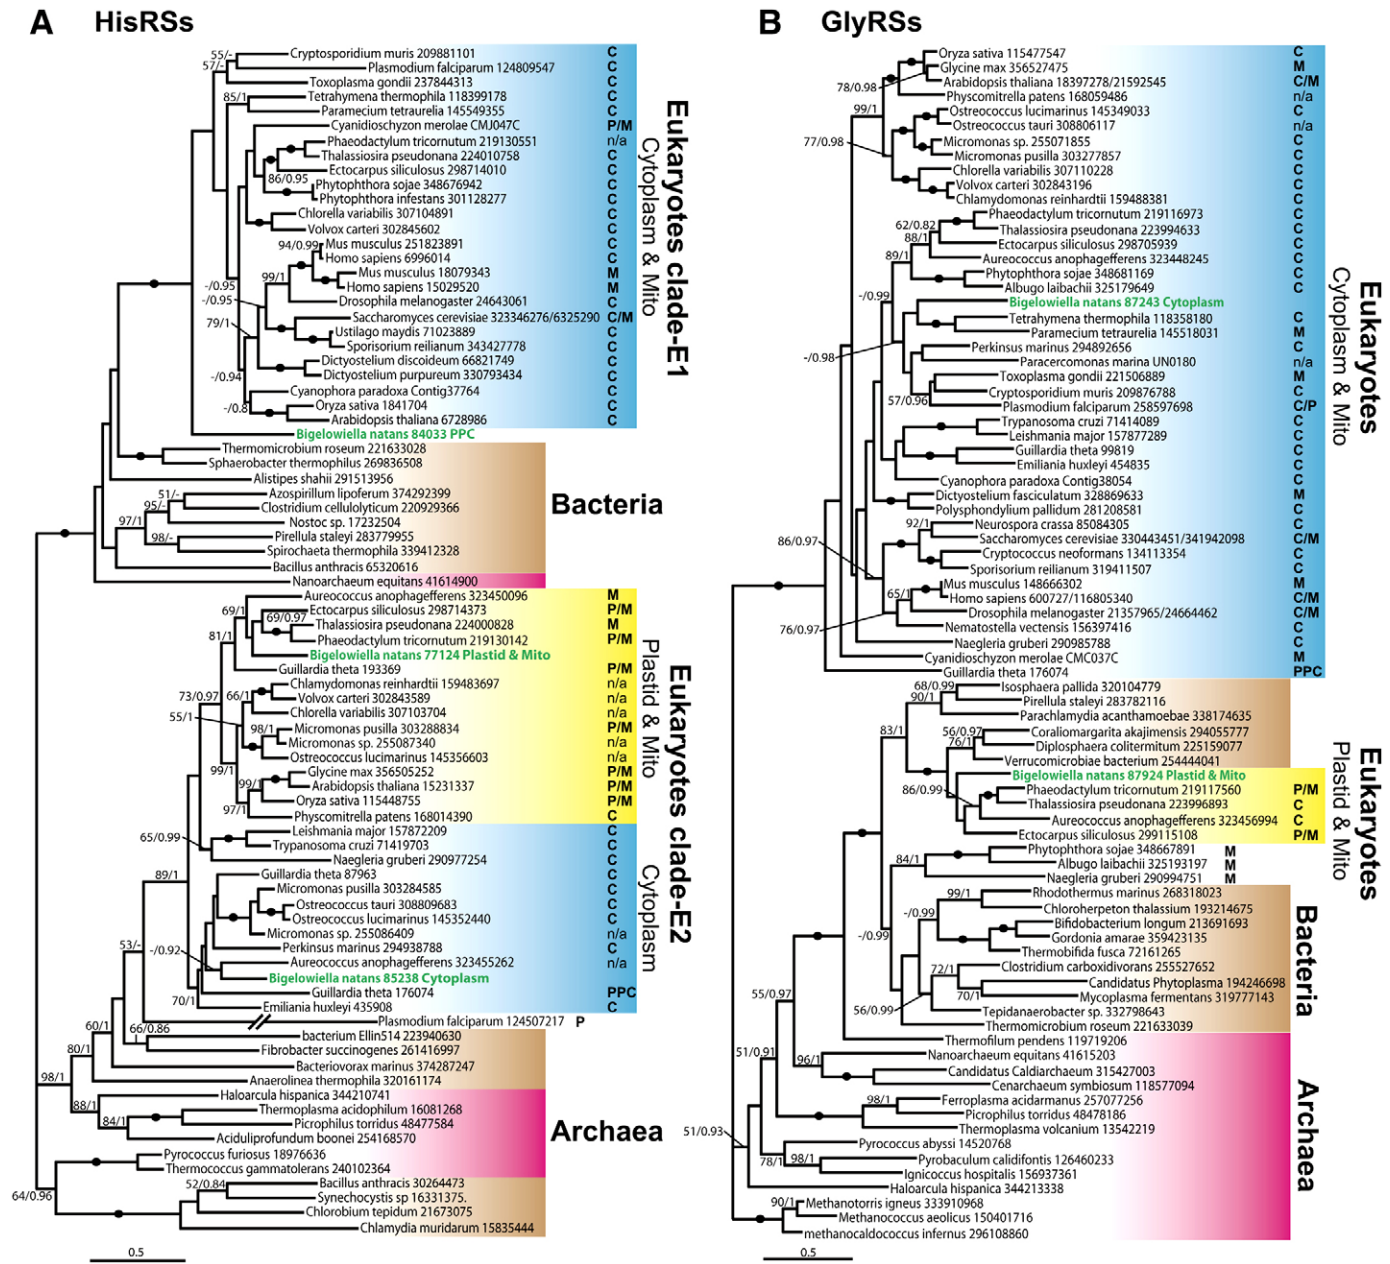 A HisRSs
55/-
57/-
Cryptosporidium muris 209881101 C
Plasmodium falciparum 124809547 C
Toxoplasma gondii 237844313 C
85/1
Tetrahymena thermophila 118399178 C
Paramecium tetraurelia 145549355 C
Cyanidioschyzon merolae CMJ047C P/M
Phaeodactylum tricornutum 219130551 n/a
Thalassiosira pseudonana 224010758 C
Ectocarpus siliculosus 298714010 C
86/0.95
Phytophthora sojae 348676942 C
Phytophthora infestans 301128277 C
Chlorella variabilis 307104891 C
Volvox carteri 302845602 C
94/0.99
Mus musculus 251823891 C
Homo sapiens 6996014 C
99/1
Mus musculus 18079343 M
Homo sapiens 15029520 M
-/0.95
-/0.95
Drosophila melanogaster 24643061 C
Saccharomyces cerevisiae 323346276/6325290 C/M
79/1
Ustilago maydis 71023889 C
Sporisorium reilianum 343427778 C
Dictyostelium discoideum 66821749 C
Dictyostelium purpureum 330793434 C
-/0.94
Cyanophora paradoxa Contig37764 C
-/0.8
Oryza sativa 1841704 C
Arabidopsis thaliana 6728986 C
Bigelowiella natans 84033 PPC
Eukaryotes clade-E1
Cytoplasm & Mito
Thermomicrobium roseum 221633028
Sphaerobacter thermophilus 269836508
Alistipes shahii 291513956
51/-
95/-
Azospirillum lipoferum 374292399
Clostridium cellulolyticum 220929366
97/1
Nostoc sp. 17232504
98/-
Pirellula staleyi 283779955
Spirochaeta thermophila 339412328
Bacillus anthracis 65320616
Bacteria
Nanoarchaeum equitans 41614900
Aureococcus anophagefferens 323450096 M
69/1
Ectocarpus siliculosus 298714373 P/M
69/0.97
Thalassiosira pseudonana 224000828 M
81/1
Phaeodactylum tricornutum 219130142 P/M
Bigelowiella natans 77124 Plastid & Mito
Guillardia theta 193369 P/M
73/0.97
66/1
Chlamydomonas reinhardtii 159483697 n/a
Volvox carteri 302843589 n/a
55/1
Chlorella variabilis 307103704 n/a
98/1
Micromonas pusilla 303288834 P/M
Micromonas sp. 255087340 n/a
Ostreococcus lucimarinus 145356603 n/a
99/1
99/1
Glycine max 356505252 P/M
Arabidopsis thaliana 15231337 P/M
Oryza sativa 115448755 P/M
97/1
Physcomitrella patens 168014390 C
Plastid & Mito
65/0.99
Leishmania major 157872209 C
Trypanosoma cruzi 71419703 C
Naegleria gruberi 290977254 C
89/1
Guillardia theta 87963 C
Micromonas pusilla 303284585 C
Ostreococcus tauri 308809683 C
Ostreococcus lucimarinus 145352440 C
Micromonas sp. 255086409 n/a
53/-
-/0.92
Perkinsus marinus 294938788 C
Aureococcus anophagefferens 323455262 n/a
Bigelowiella natans 85238 Cytoplasm
Guillardia theta 176074 PPC
70/1
Emiliania huxleyi 435908 C
Cytoplasm
Eukaryotes clade-E2
Plasmodium falciparum 124507217 P
60/1
66/0.86
bacterium Ellin514 223940630
Fibrobacter succinogenes 261416997
80/1
Bacteriovorax marinus 374287247
Anaerolinea thermophila 320161174
98/1
Haloarcula hispanica 344210741
88/1
Thermoplasma acidophilum 16081268
84/1
Picrophilus torridus 48477584
Aciduliprofundum boonei 254168570
Archaea
Pyrococcus furiosus 18976636
Thermococcus gammatolerans 240102364
64/0.96
52/0.84
Bacillus anthracis 30264473
Synechocystis sp 16331375.
Chlorobium tepidum 21673075
Chlamydia muridarum 15835444
0.5
B GlyRSs
Oryza sativa 115477547 C
Glycine max 356527475 M
78/0.98
Arabidopsis thaliana 18397278/21592545 C/M
Physcomitrella patens 168059486 n/a
99/1
Ostreococcus lucimarinus 145349033 C
Ostreococcus tauri 308806117 n/a
77/0.98
Micromonas sp. 255071855 C
Micromonas pusilla 303277857 C
Chlorella variabilis 307110228 C
Volvox carteri 302843196 C
Chlamydomonas reinhardtii 159488381 C
62/0.82
Phaeodactylum tricornutum 219116973 C
Thalassiosira pseudonana 223994633 C
88/1
Ectocarpus siliculosus 298705939 C
89/1
Aureococcus anophagefferens 323448245 C
Phytophthora sojae 348681169 C
Albugo laibachii 325179649 C
-/0.99
Bigelowiella natans 87243 Cytoplasm
Tetrahymena thermophila 118358180 C
Paramecium tetraurelia 145518031 M
-/0.98
Perkinsus marinus 294892656 C
Paracercomonas marina UN0180 n/a
Toxoplasma gondii 221506889 M
Cryptosporidium muris 209876788 C
57/0.96
Plasmodium falciparum 258597698 C/P
Trypanosoma cruzi 71414089 C
Leishmania major 157877289 C
Guillardia theta 99819 C
Emiliania huxleyi 454835 C
Cyanophora paradoxa Contig38054 C
Dictyostelium fasciculatum 328869633 M
Polysphondylium pallidum 281208581 C
92/1
Neurospora crassa 84084305 C
86/0.97
Saccharomyces cerevisiae 330443451/341942098 C/M
Cryptococcus neoformans 134113354 C
Sporisorium reilianum 319411507 C
Mus musculus 148666302 M
65/1
Homo sapiens 600727/116805340 C/M
Drosophila melanogaster 21357965/24664462 C/M
76/0.97
Nematostella vectensis 156397416 C
Naegleria gruberi 290985788 C
Cyanidioschyzon merolae CMC037C M
Guillardia theta 176074 PPC
Eukaryotes
Cytoplasm & Mito
68/0.99
Isosphaera pallida 320104779
90/1
Pirellula staleyi 283782116
Parachlamydia acanthamoebae 338174635
83/1
56/0.97
Coraliomargarita akajimensis 294055777
76/1
Diplosphaera colitermitum 225159077
Verrucomicrobiae bacterium 254444041
Bigelowiella natans 87924 Plastid & Mito
86/0.99
Phaeodactylum tricornutum 219117560 P/M
Thalassiosira pseudonana 223996893 C
Aureococcus anophagefferens 323456994 C
Ectocarpus siliculosus 299115108 P/M
Eukaryotes
Plastid & Mito
84/1
Phytophthora sojae 348667891 M
Albugo laibachii 325193197 M
Naegleria gruberi 290994751 M
99/1
Rhodothermus marinus 268318023
-/0.99
Chloroherpeton thalassium 193214675
Bifidobacterium longum 213691693
-/0.99
Gordonia amarae 359423135
Thermobifida fusca 72161265
72/1
Clostridium carboxidivorans 255527652
Candidatus Phytoplasma 194246698
70/1
Mycoplasma fermentans 319777143
56/0.99
Tepidanaerobacter sp. 332798643
Thermomicrobium roseum 221633039
Bacteria
55/0.97
Thermofilum pendens 119719206
51/0.91
96/1
Nanoarchaeum equitans 41615203
Candidatus Caldiarchaeum 315427003
Cenarchaeum symbiosum 118577094
98/1
Ferroplasma acidarmanus 257077256
Picrophilus torridus 48478186
Thermoplasma volcanium 13542219
51/0.93
Pyrococcus abyssi 14520768
78/1
98/1
Pyrobaculum calidifontis 126460233
Ignicoccus hospitalis 156937361
Haloarcula hispanica 344213338
90/1
Methanotorris igneus 333910968
Methanococcus aeolicus 150401716
methanocaldococcus infernus 296108860
Archaea
0.5